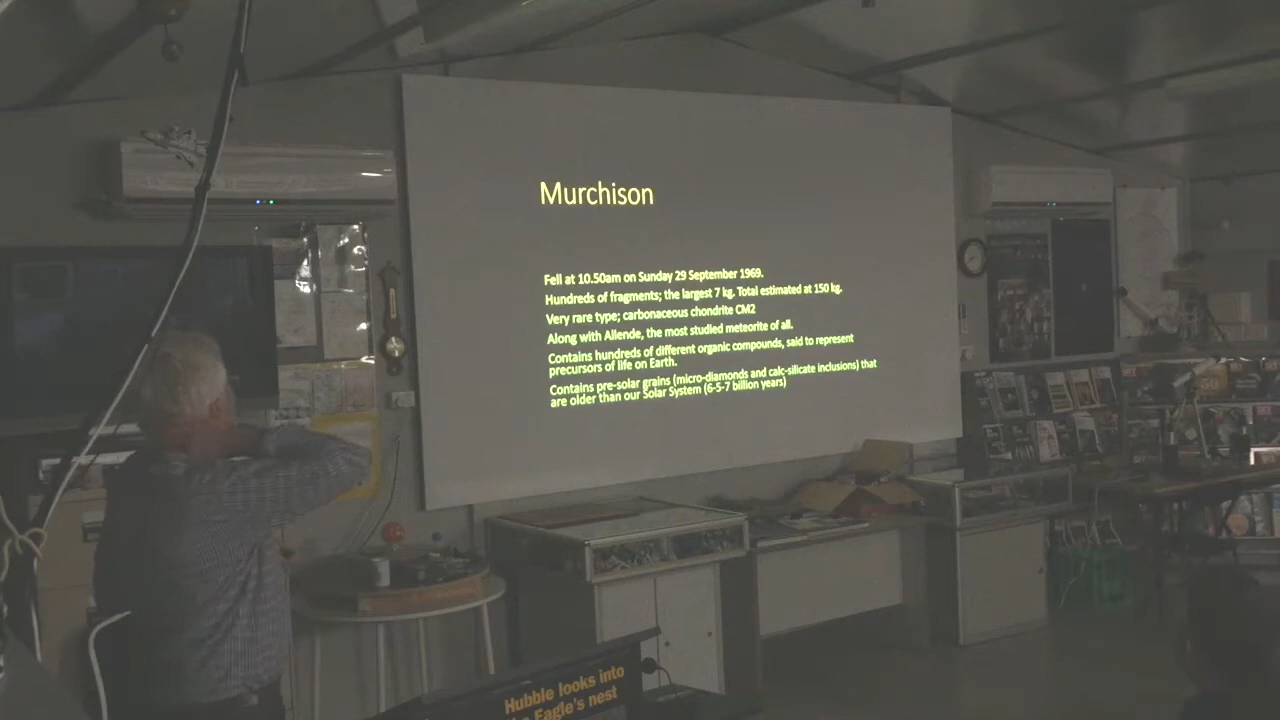 Murchison
Fell at 10.50am on Sunday 29 September 1969.
Hundreds of fragments; the largest 7 kg. Total estimated at 150 kg.
Very rare type; carbonaceous chondrite CM2
Along with Allende, the most studied meteorite of all.
Contains hundreds of different organic compounds, said to represent
precursors of life on Earth.
Contains pre-solar grains (micro-diamonds and calc-silicate inclusions) that
are older than our Solar System (6-5-7 billion years)
Hubble looks into
Eagle's nest